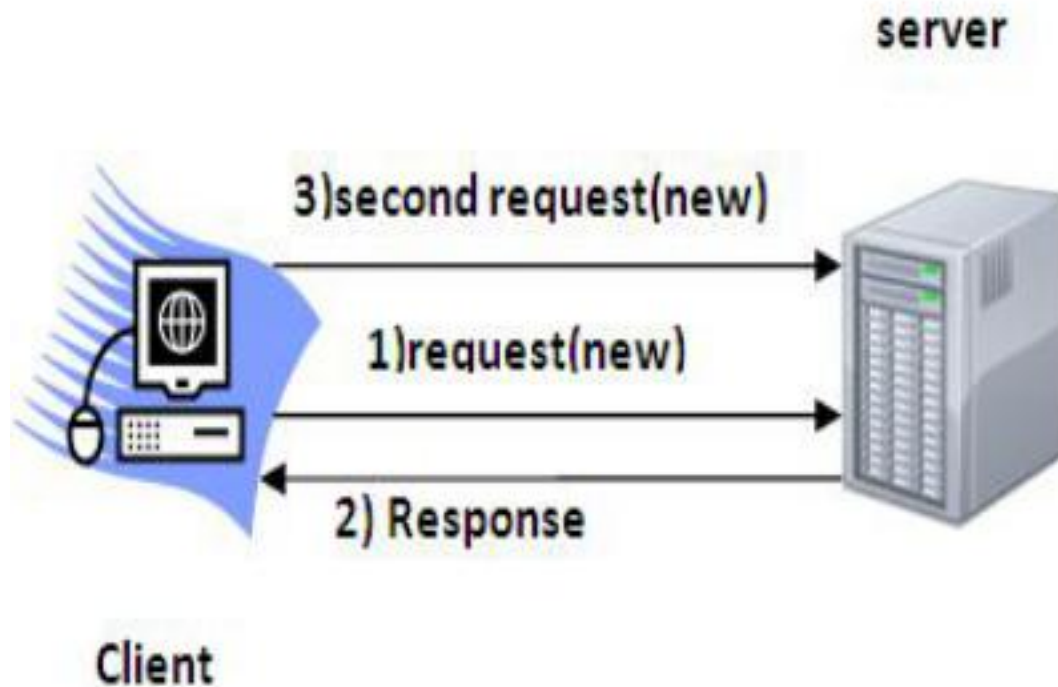 server
3)second request(new)
1)request(new)
2) Response
Client